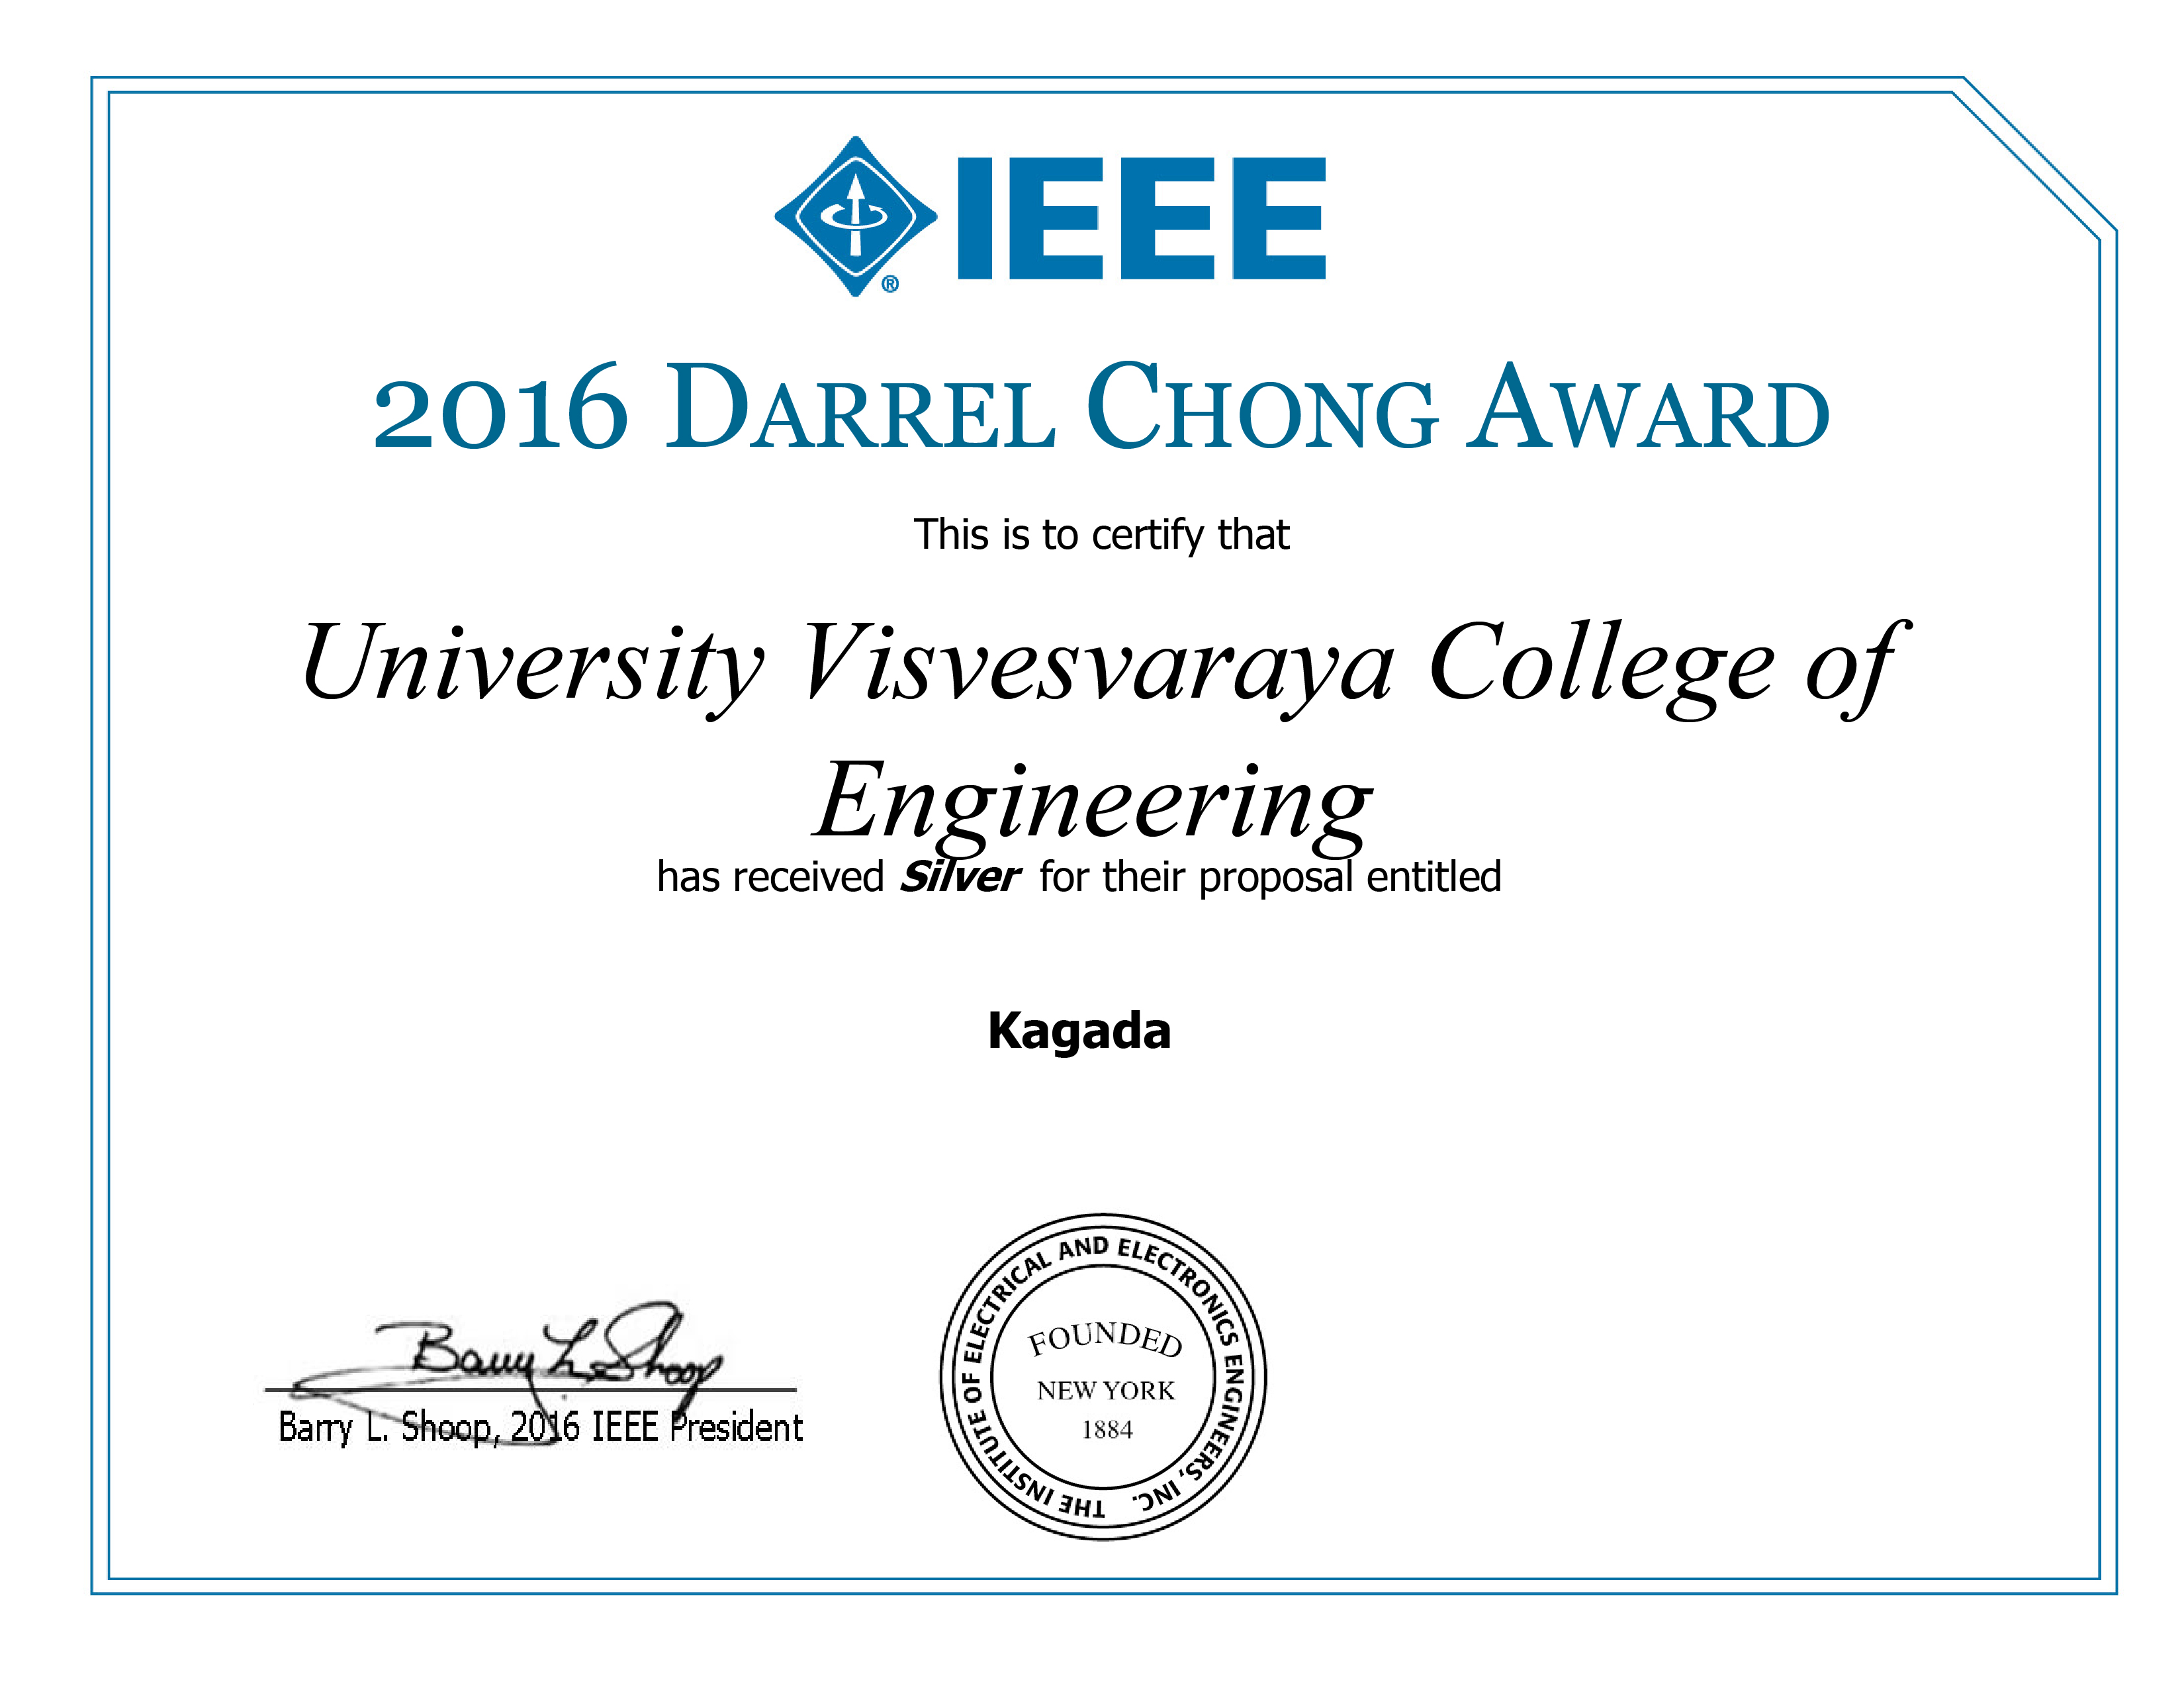 IEEE
®
2016 Darrel Chong Award
This is to certify that
University Visvesvaraya College of
Engineering
has received Silver for their proposal entitled
Kagada
Barry L. Shoop
Barry L. Shoop, 2016 IEEE President
THE INSTITUTE OF ELECTRICAL AND ELECTRONICS ENGINEERS, INC.
FOUNDED
NEW YORK
1884